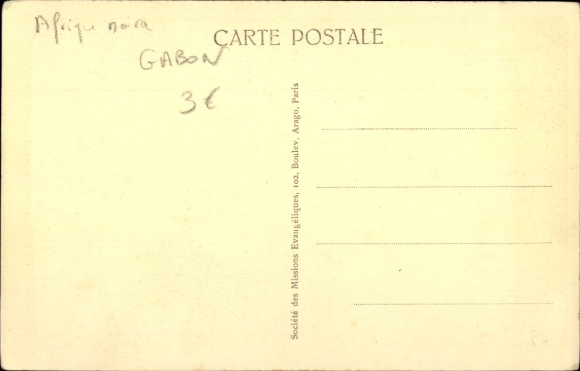 Afrique noire
CARTE POSTALE
GABON
3 €
Société des Missions Evangéliques, 102, Boulev. Arago, Paris